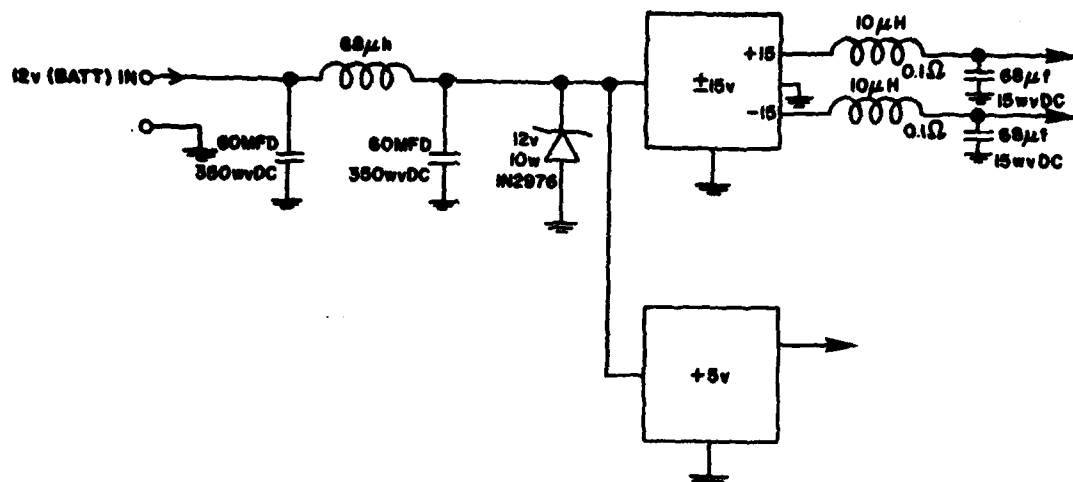 12v (BATT) IN
68μh
60MFD
350wvDC
60MFD
350wvDC
12v
10w
1N2976
±15v
+15
-15
10μH
0.1Ω
10μH
0.1Ω
68μf
15wvDC
68μf
15wvDC
+5v